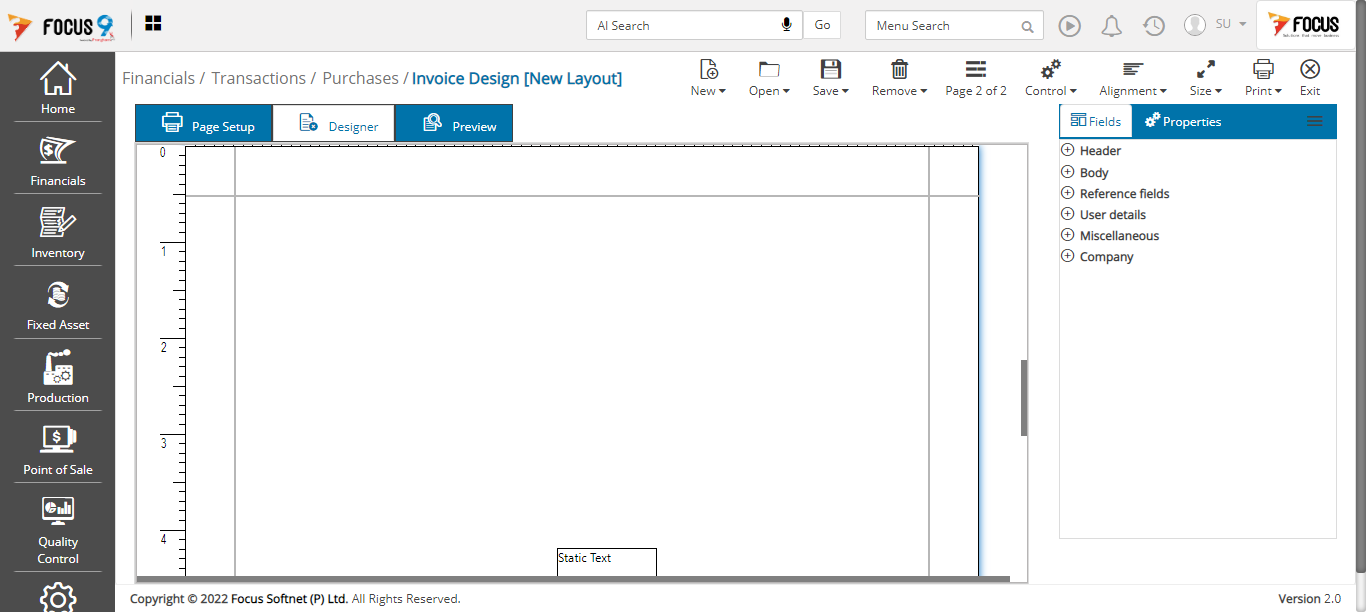 FOCUS 9
AI Search
Go
Menu Search
SU
FOCUS
Home
Financials
Inventory
Fixed Asset
Production
Point of Sale
Quality
Control
Financials / Transactions / Purchases / Invoice Design [New Layout]
New
Open
Save
Remove
Page 2 of 2
Control
Alignment
Size
Print
Exit
Page Setup
Designer
Preview
0
1
2
3
4
Static Text
Fields
Properties
Header
Body
Reference fields
User details
Miscellaneous
Company
Copyright © 2022 Focus Softnet (P) Ltd. All Rights Reserved.
Version 2.0